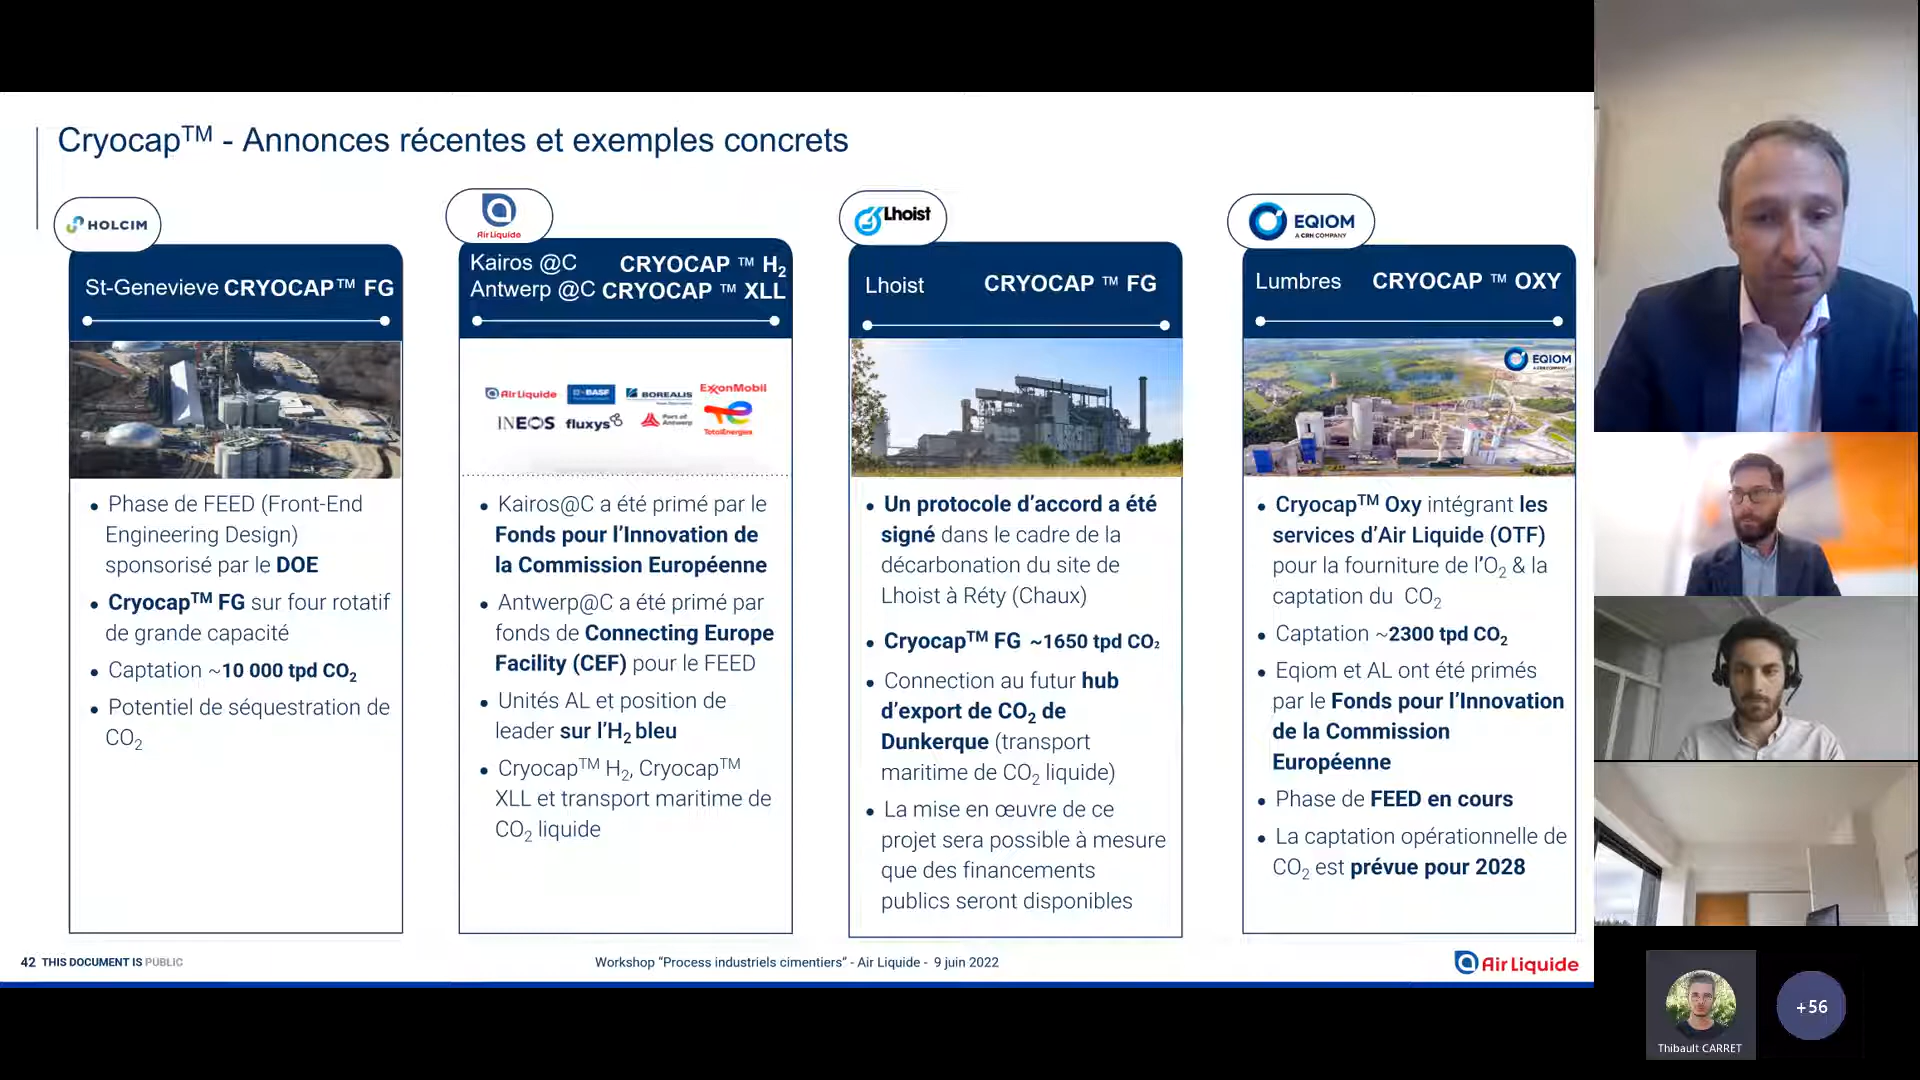 Cryocap™ - Annonces récentes et exemples concrets
HOLCIM
St-Genevieve CRYOCAP™ FG
• Phase de FEED (Front-End
Engineering Design)
sponsorisé par le DOE
• Cryocap™ FG sur four rotatif
de grande capacité
• Captation ~10 000 tpd CO₂
• Potentiel de séquestration de
CO₂
Air Liquide
Kairos @C CRYOCAP ™ H₂
Antwerp @C CRYOCAP ™ XLL
Air Liquide BASF BOREALIS ExxonMobil
INEOS fluxys Port of Antwerp TotalEnergies
• Kairos@C a été primé par le
Fonds pour l’Innovation de
la Commission Européenne
• Antwerp@C a été primé par
fonds de Connecting Europe
Facility (CEF) pour le FEED
• Unités AL et position de
leader sur l’H₂ bleu
• Cryocap™ H₂, Cryocap™
XLL et transport maritime de
CO₂ liquide
Lhoist
Lhoist CRYOCAP ™ FG
• Un protocole d’accord a été
signé dans le cadre de la
décarbonation du site de
Lhoist à Réty (Chaux)
• Cryocap™ FG ~1650 tpd CO₂
• Connection au futur hub
d’export de CO₂ de
Dunkerque (transport
maritime de CO₂ liquide)
• La mise en œuvre de ce
projet sera possible à mesure
que des financements
publics seront disponibles
EQIOM
A CRH COMPANY
Lumbres CRYOCAP ™ OXY
EQIOM
A CRH COMPANY
• Cryocap™ Oxy intégrant les
services d’Air Liquide (OTF)
pour la fourniture de l’O₂ & la
captation du CO₂
• Captation ~2300 tpd CO₂
• Eqiom et AL ont été primés
par le Fonds pour l’Innovation
de la Commission
Européenne
• Phase de FEED en cours
• La captation opérationnelle de
CO₂ est prévue pour 2028
42 THIS DOCUMENT IS PUBLIC
Workshop “Process industriels cimentiers” - Air Liquide - 9 juin 2022
Air Liquide
Thibault CARRET
+56